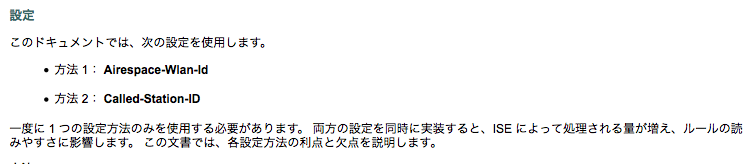 設定
このドキュメントでは、次の設定を使用します。
• 方法 1： Airespace-Wlan-Id
• 方法 2： Called-Station-ID
一度に 1 つの設定方法のみを使用する必要があります。 両方の設定を同時に実装すると、ISE によって処理される量が増え、ルールの読
みやすさに影響します。 この文書では、各設定方法の利点と欠点を説明します。